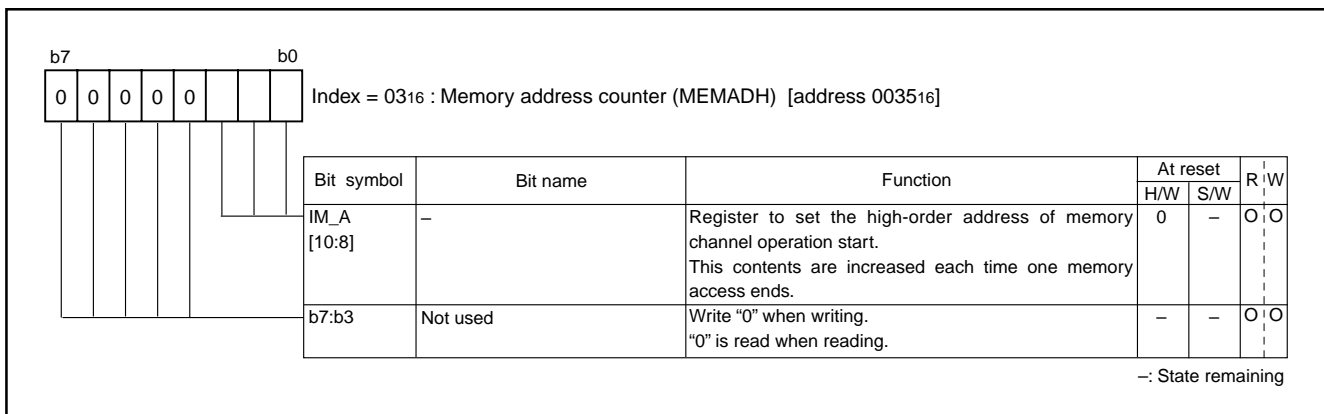 b7 b0
0 0 0 0 0 Index = 0316 : Memory address counter (MEMADH) [address 003516]
Bit symbol Bit name Function At reset R W
H/W S/W
IM_A – Register to set the high-order address of memory 0 – O O
[10:8] channel operation start.
This contents are increased each time one memory
access ends.
b7:b3 Not used Write “0” when writing. – – O O
“0” is read when reading.
–: State remaining